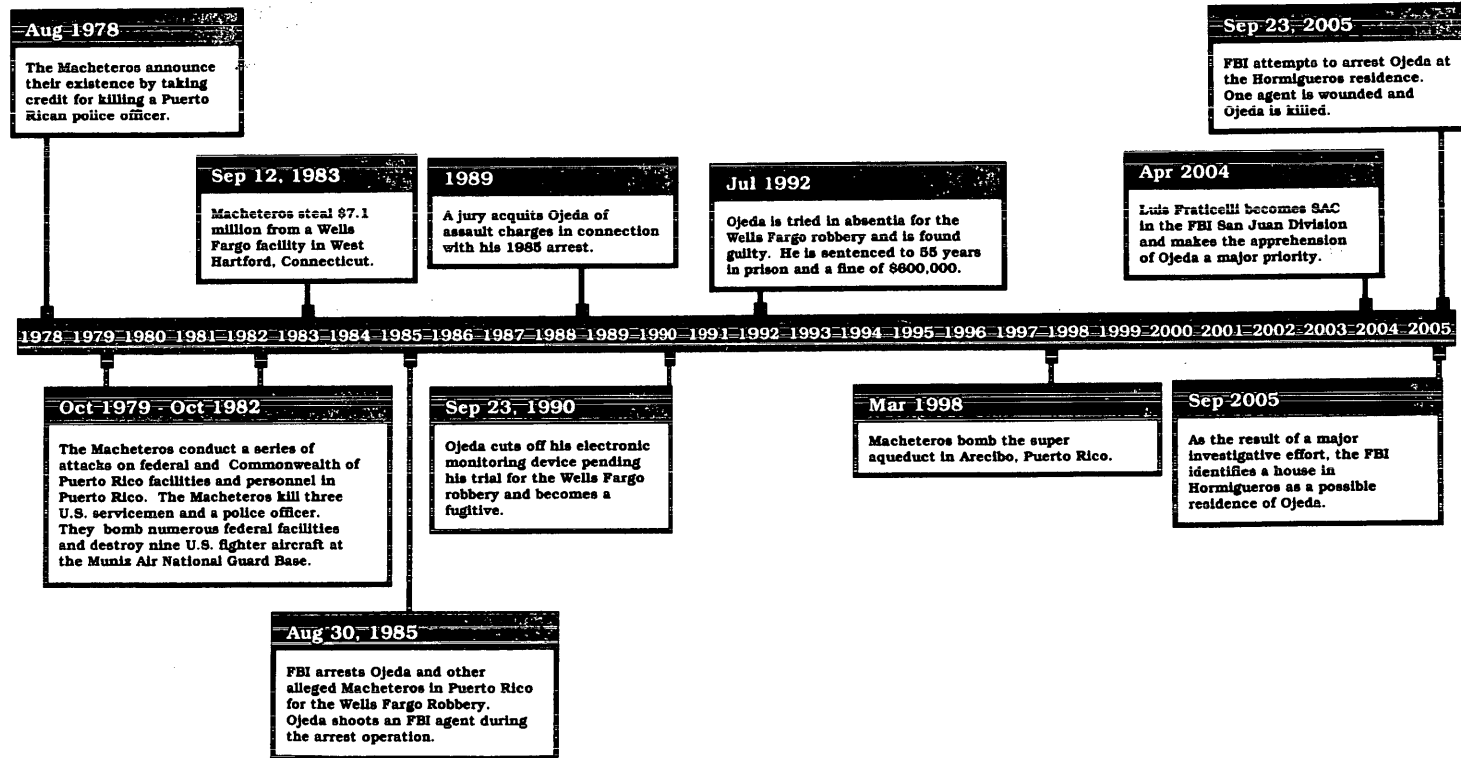 Aug 1978
The Macheteros announce
their existence by taking
credit for killing a Puerto
Rican police officer.
Sep 23, 2005
FBI attempts to arrest Ojeda at
the Hormigueros residence.
One agent is wounded and
Ojeda is killed.
Sep 12, 1983
Macheteros steal $7.1
million from a Wells
Fargo facility in West
Hartford, Connecticut.
1989
A jury acquits Ojeda of
assault charges in connection
with his 1985 arrest.
Jul 1992
Ojeda is tried in absentia for the
Wells Fargo robbery and is found
guilty. He is sentenced to 55 years
in prison and a fine of $600,000.
Apr 2004
Luis Fraticelli becomes SAC
in the FBI San Juan Division
and makes the apprehension
of Ojeda a major priority.
1978 1979 1980 1981 1982 1983 1984 1985 1986 1987 1988 1989 1990 1991 1992 1993 1994 1995 1996 1997 1998 1999 2000 2001 2002 2003 2004 2005
Oct 1979 - Oct 1982
The Macheteros conduct a series of
attacks on federal and Commonwealth of
Puerto Rico facilities and personnel in
Puerto Rico. The Macheteros kill three
U.S. servicemen and a police officer.
They bomb numerous federal facilities
and destroy nine U.S. fighter aircraft at
the Muniz Air National Guard Base.
Sep 23, 1990
Ojeda cuts off his electronic
monitoring device pending
his trial for the Wells Fargo
robbery and becomes a
fugitive.
Mar 1998
Macheteros bomb the super
aqueduct in Arecibo, Puerto Rico.
Sep 2005
As the result of a major
investigative effort, the FBI
identifies a house in
Hormigueros as a possible
residence of Ojeda.
Aug 30, 1985
FBI arrests Ojeda and other
alleged Macheteros in Puerto Rico
for the Wells Fargo Robbery.
Ojeda shoots an FBI agent during
the arrest operation.